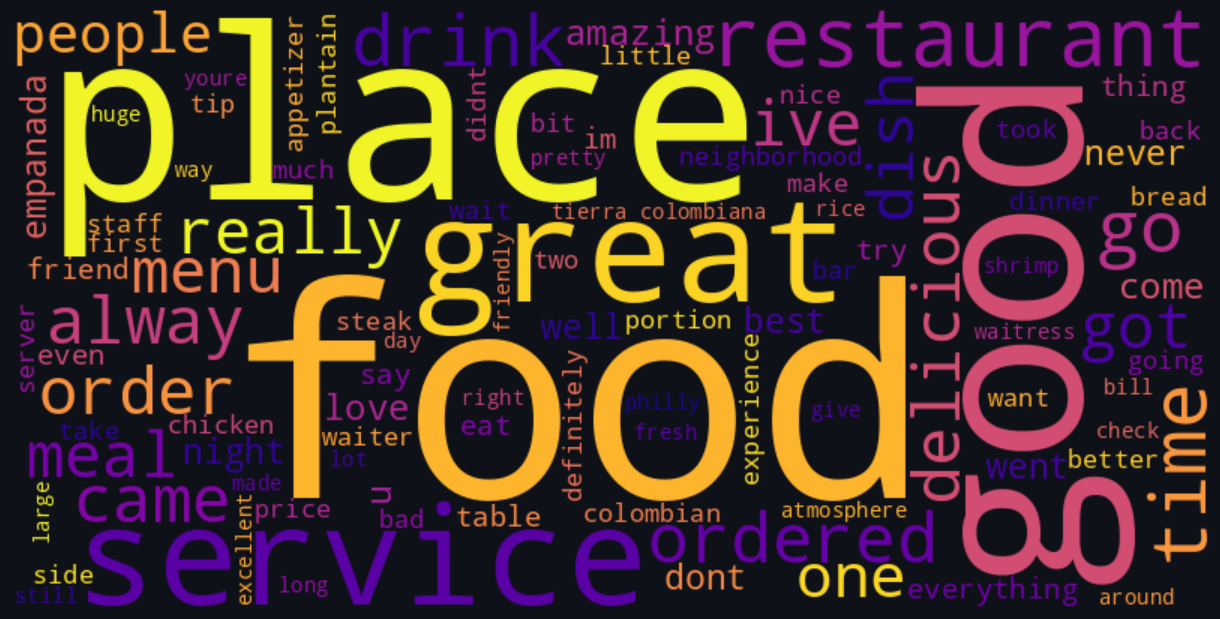 people
place
drink
amazing
restaurant
little
appetizer
plantain
youre
tip
huge
empanada
didnt
nice
ive
dish
thing
bit
im
pretty
neighborhood
took
back
never
way
much
make
good
delicious
bread
dinner
staff
first
really
wait
tierra colombiana
rice
great
go
friend
menu
friendly
two
try
bar
shrimp
come
alway
server
even
steak
day
food
well
portion
best
waitress
got
going
order
say
love
right
eat
definitely
philly
fresh
experience
give
want
bill
time
chicken
take
waiter
check
meal
night
lot
went
better
large
came
made
price
u
bad
table
colombian
atmosphere
excellent
service
ordered
side
still
long
dont
one
everything
around